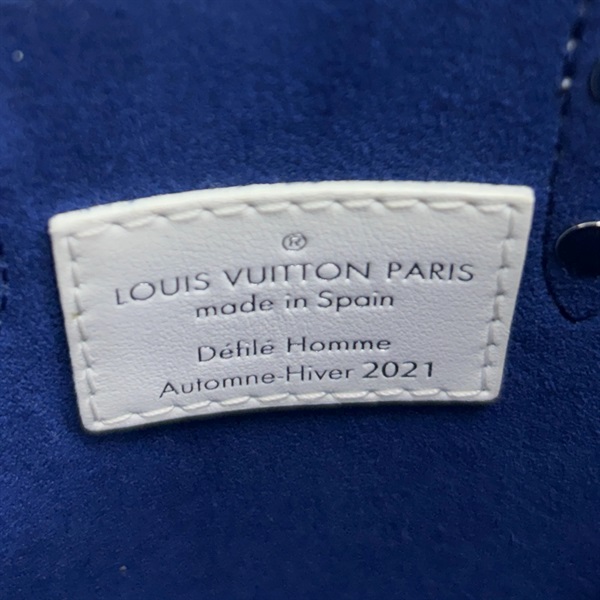 ®
LOUIS VUITTON PARIS
made in Spain
Défilé Homme
Automne-Hiver 2021